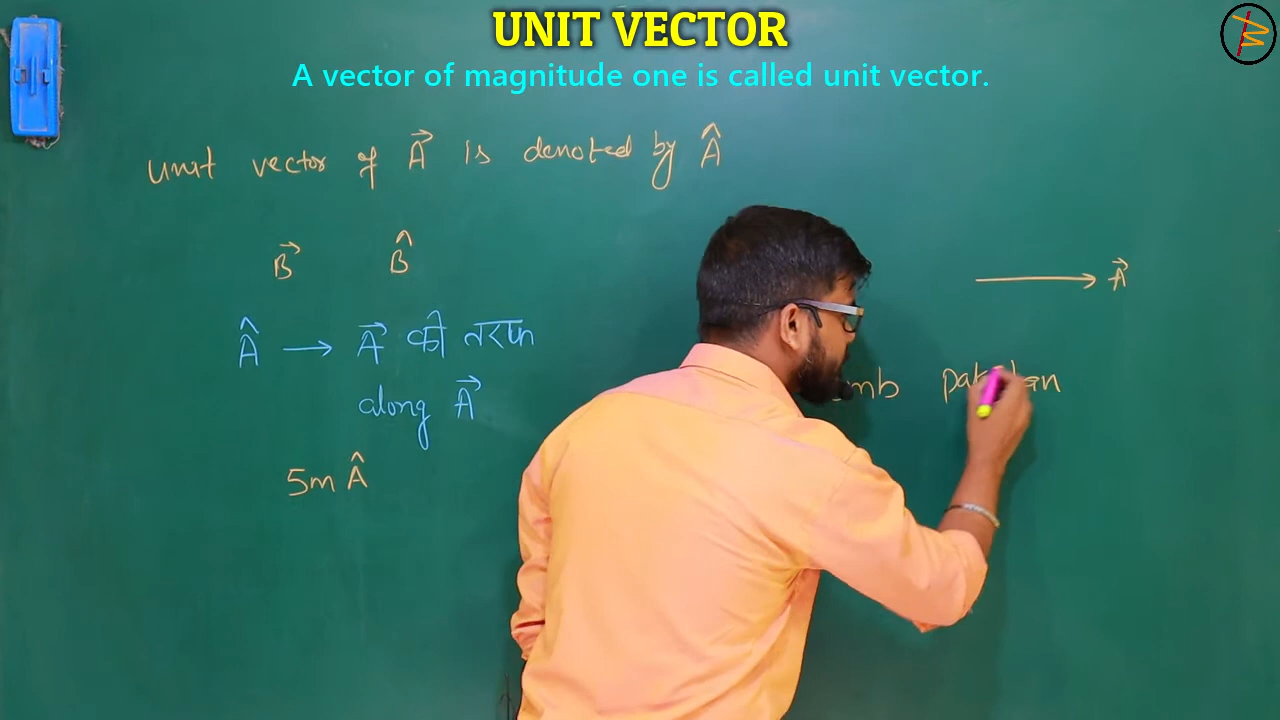 UNIT VECTOR
A vector of magnitude one is called unit vector.
unit vector of A⃗ is denoted by Â
B⃗ B̂
A⃗
Â → A⃗ की तरफ
along A⃗
5m Â